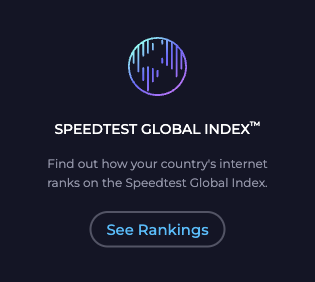 SPEEDTEST GLOBAL INDEX™
Find out how your country's internet
ranks on the Speedtest Global Index.
See Rankings